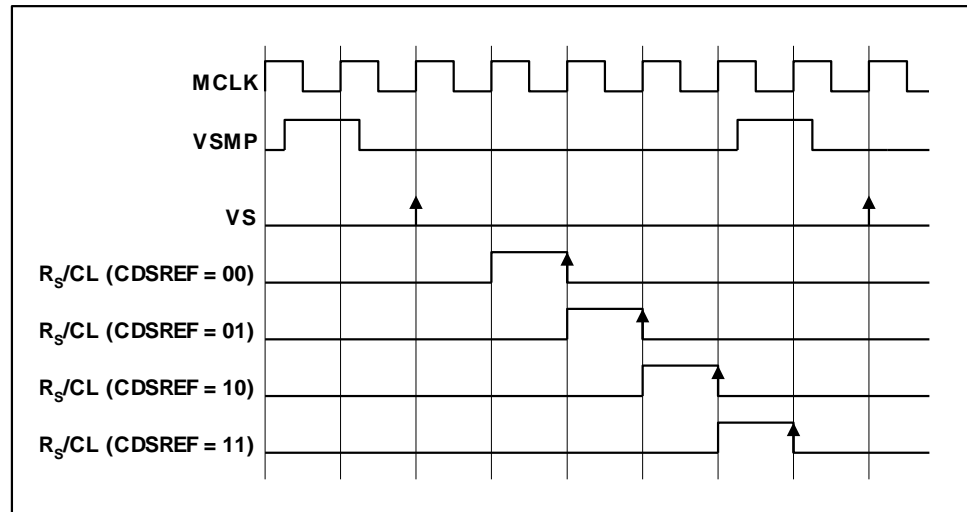 MCLK
VSMP
VS
RS/CL (CDSREF = 00)
RS/CL (CDSREF = 01)
RS/CL (CDSREF = 10)
RS/CL (CDSREF = 11)